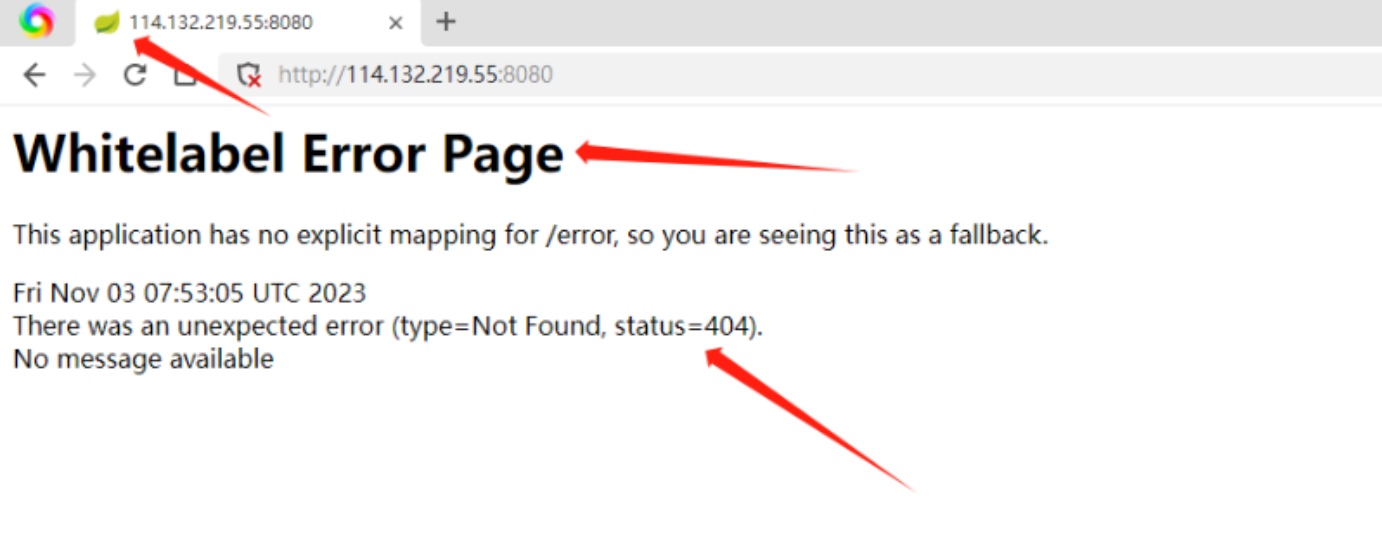 114.132.219.55:8080
http://114.132.219.55:8080
Whitelabel Error Page
This application has no explicit mapping for /error, so you are seeing this as a fallback.
Fri Nov 03 07:53:05 UTC 2023
There was an unexpected error (type=Not Found, status=404).
No message available